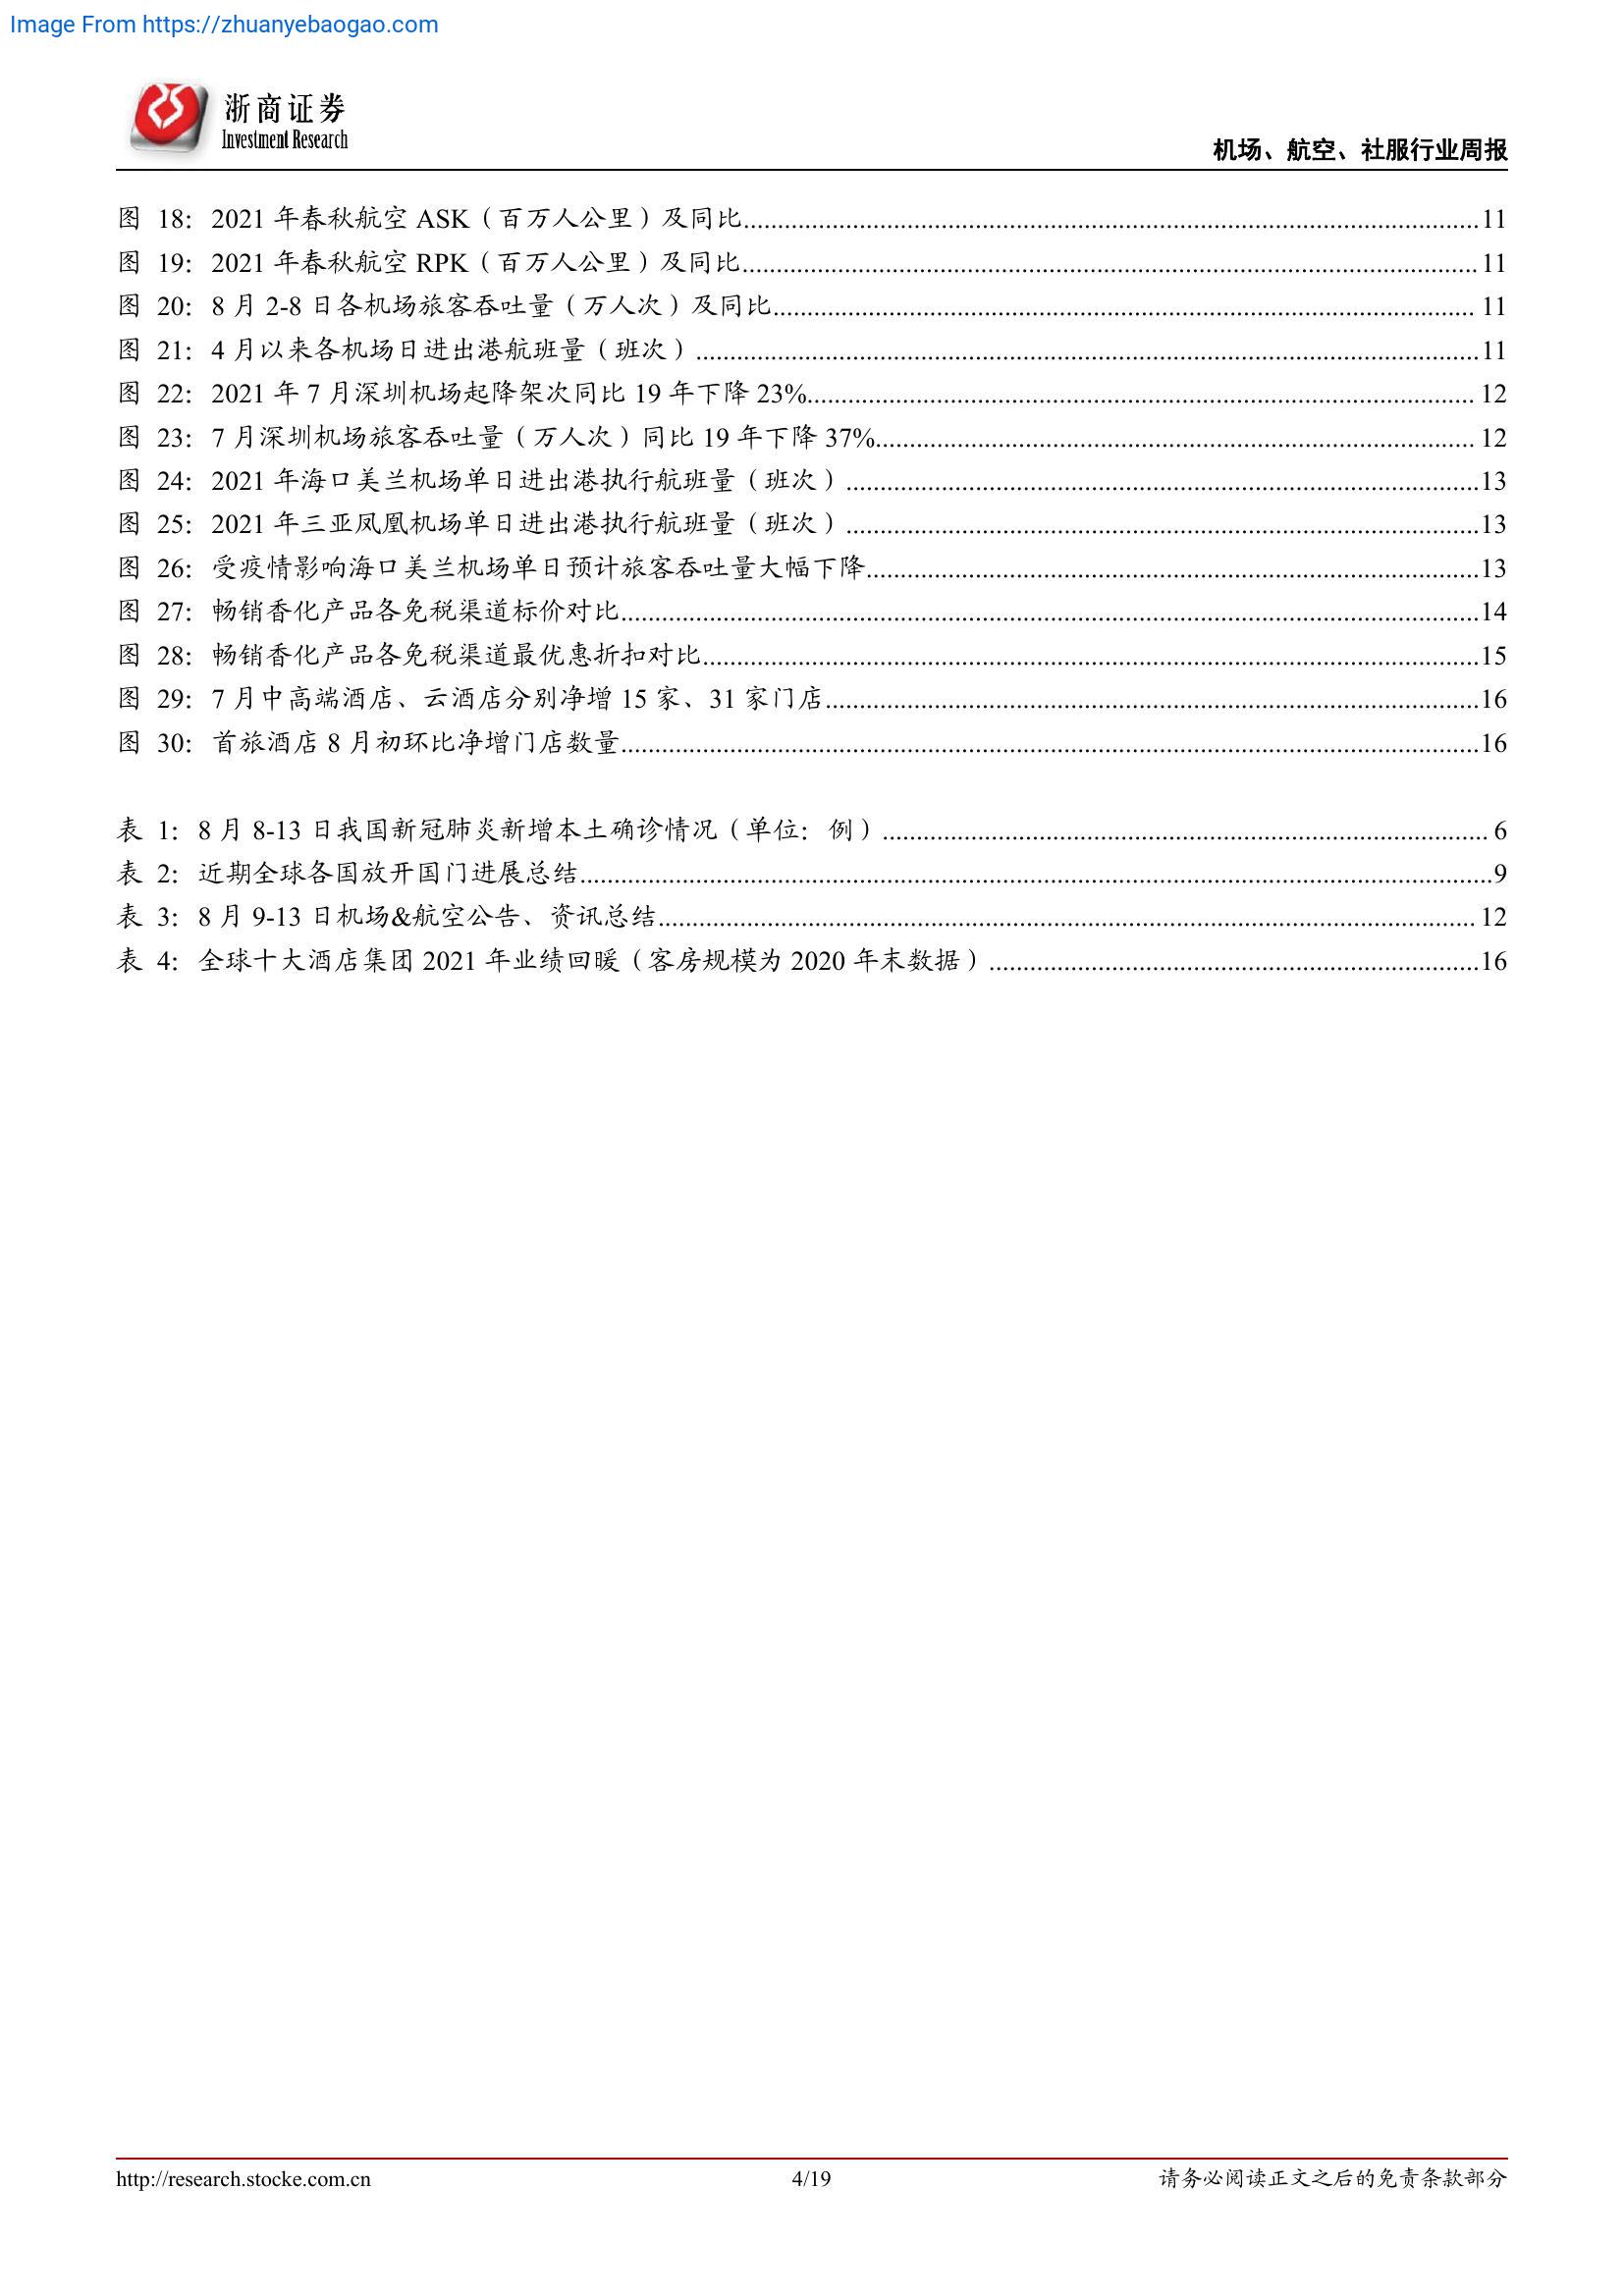 Image From https://zhuanyebaogao.com
浙商证券
Investment Research
机场、航空、社服行业周报
图 18：2021 年春秋航空 ASK（百万人公里）及同比....................11
图 19：2021 年春秋航空 RPK（百万人公里）及同比....................11
图 20：8 月 2-8 日各机场旅客吞吐量（万人次）及同比.................... 11
图 21：4 月以来各机场日进出港航班量（班次）....................11
图 22：2021 年 7 月深圳机场起降架次同比 19 年下降 23%.................... 12
图 23：7 月深圳机场旅客吞吐量（万人次）同比 19 年下降 37%.................... 12
图 24：2021 年海口美兰机场单日进出港执行航班量（班次）....................13
图 25：2021 年三亚凤凰机场单日进出港执行航班量（班次）....................13
图 26：受疫情影响海口美兰机场单日预计旅客吞吐量大幅下降....................13
图 27：畅销香化产品各免税渠道标价对比....................14
图 28：畅销香化产品各免税渠道最优惠折扣对比....................15
图 29：7 月中高端酒店、云酒店分别净增 15 家、31 家门店....................16
图 30：首旅酒店 8 月初环比净增门店数量....................16
表 1：8 月 8-13 日我国新冠肺炎新增本土确诊情况（单位：例）.................... 6
表 2：近期全球各国放开国门进展总结....................9
表 3：8 月 9-13 日机场&航空公告、资讯总结.................... 12
表 4：全球十大酒店集团 2021 年业绩回暖（客房规模为 2020 年末数据）....................16
http://research.stocke.com.cn
4/19
请务必阅读正文之后的免责条款部分